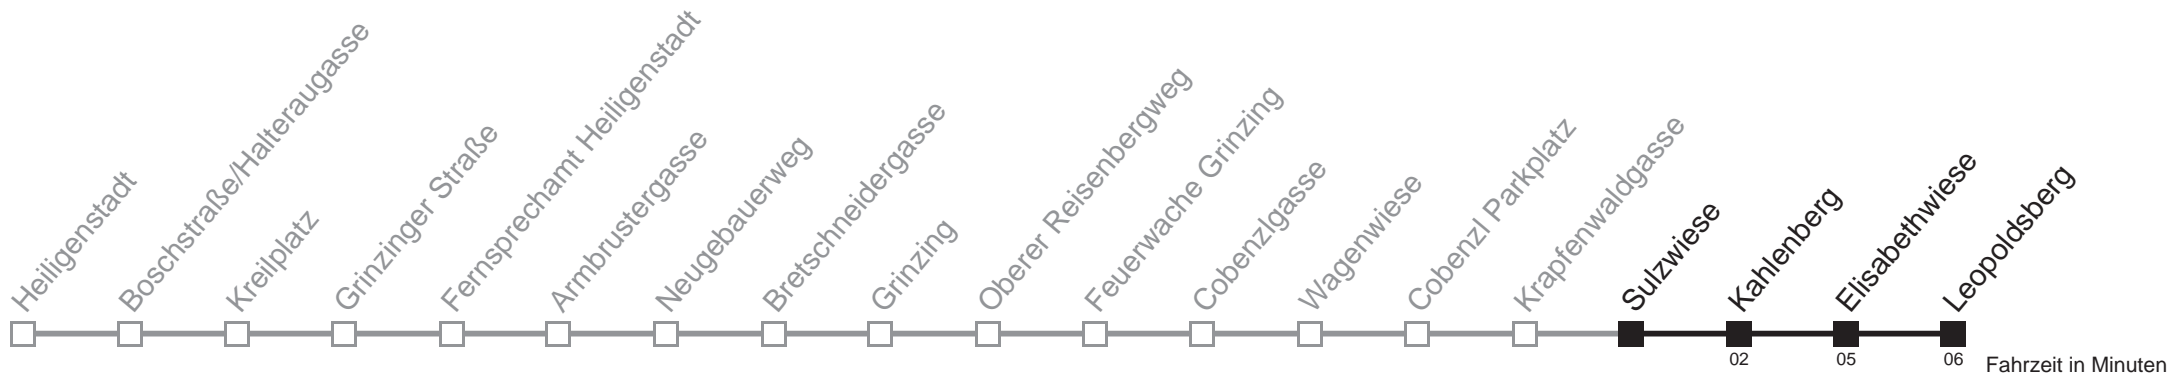 Heiligenstadt
Boschstraße/Halteraugasse
Kreilplatz
Grinzinger Straße
Fernsprechamt Heiligenstadt
Armbrustergasse
Neugebauerweg
Bretschneidergasse
Grinzing
Oberer Reisenbergweg
Feuerwache Grinzing
Cobenzlgasse
Wagenwiese
Cobenzl Parkplatz
Krapfenwaldgasse
Sulzwiese
Kahlenberg
Elisabethwiese
Leopoldsberg
02 05 06 Fahrzeit in Minuten